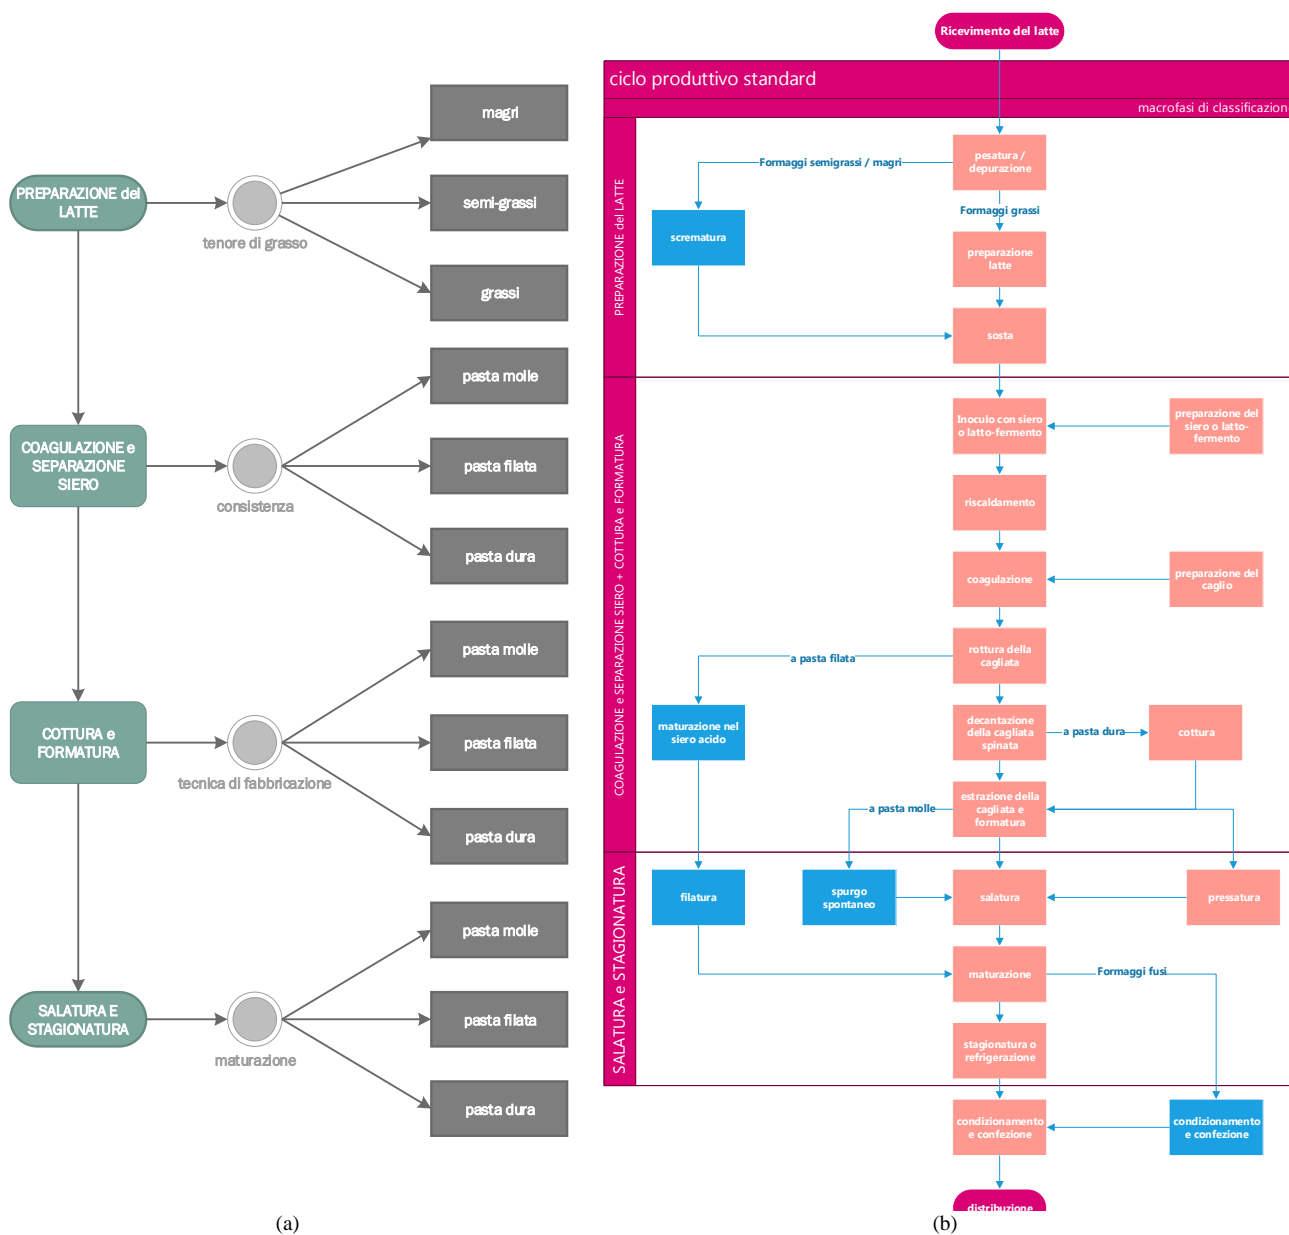 PREPARAZIONE del
LATTE
tenore di grasso
magri
semi-grassi
grassi
COAGULAZIONE e
SEPARAZIONE
SIERO
consistenza
pasta molle
pasta filata
pasta dura
COTTURA e
FORMATURA
tecnica di fabbricazione
pasta molle
pasta filata
pasta dura
SALATURA E
STAGIONATURA
maturazione
pasta molle
pasta filata
pasta dura
(a)
Ricevimento del latte
ciclo produttivo standard
macrofasi di classificazion
PREPARAZIONE del LATTE
pesatura /
depurazione
Formaggi semigrassi / magri
Formaggi grassi
scrematura
preparazione
latte
sosta
COAGULAZIONE e SEPARAZIONE SIERO + COTTURA e FORMATURA
Inoculo con siero
o latto-fermento
preparazione del
siero o latto-
fermento
riscaldamento
coagulazione
preparazione del
caglio
rottura della
cagliata
a pasta filata
maturazione nel
siero acido
decantazione
della cagliata
spinata
a pasta dura
cottura
estrazione della
cagliata e
formatura
a pasta molle
SALATURA e STAGIONATURA
filatura
spurgo
spontaneo
salatura
pressatura
maturazione
Formaggi fusi
stagionatura o
refrigerazione
condizionamento
e confezione
condizionamento
e confezione
distribuzione
(b)